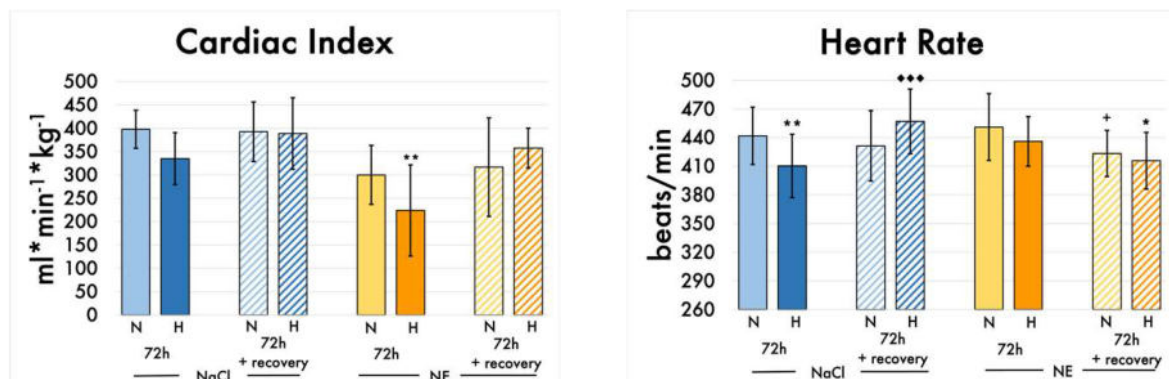 Cardiac Index
ml*min-1*kg-1
500
450
400
350
300
250
200
150
100
50
0
**
N H N H N H N H
72h 72h + recovery 72h 72h + recovery
NaCl NE
Heart Rate
beats/min
500
470
440
410
380
350
320
290
260
**
♦♦♦
+
*
N H N H N H N H
72h 72h + recovery 72h 72h + recovery
NaCl NE